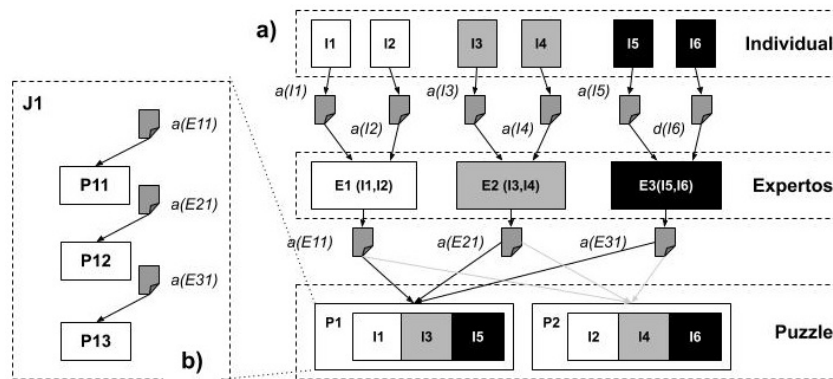 a)
I1 I2 I3 I4 I5 I6 Individual
a(I1) a(I3) a(I5)
a(I2) a(I4) d(I6)
E1 (I1,I2) E2 (I3,I4) E3(I5,I6) Expertos
a(E11) a(E21) a(E31)
P1 I1 I3 I5 P2 I2 I4 I6 Puzzle
J1
a(E11)
P11
a(E21)
P12
a(E31)
P13
b)